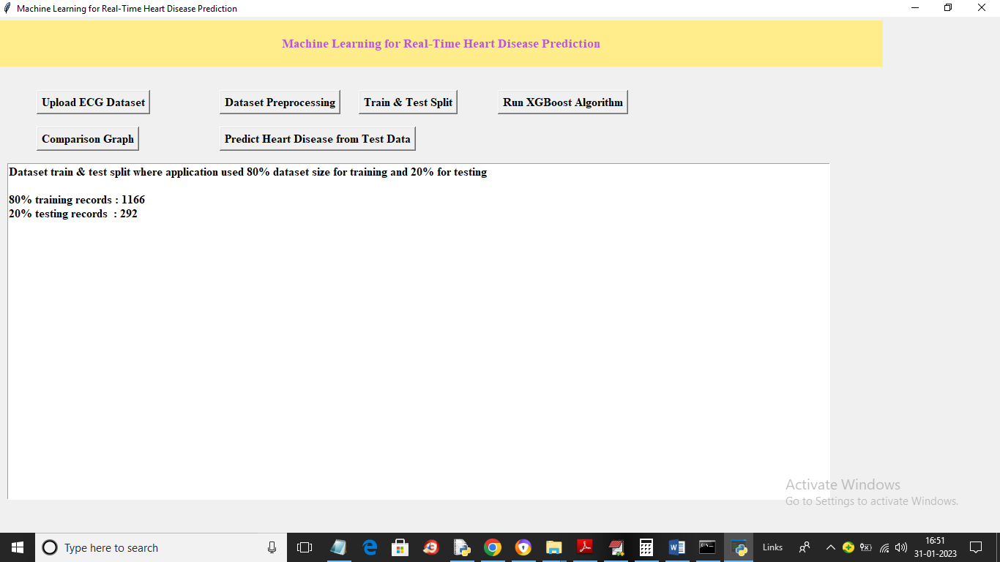 Machine Learning for Real-Time Heart Disease Prediction
Machine Learning for Real-Time Heart Disease Prediction
Upload ECG Dataset Dataset Preprocessing Train & Test Split Run XGBoost Algorithm
Comparison Graph Predict Heart Disease from Test Data
Dataset train & test split where application used 80% dataset size for training and 20% for testing
80% training records : 1166
20% testing records  : 292
Activate Windows
Go to Settings to activate Windows.
Type here to search Links 16:51
31-01-2023